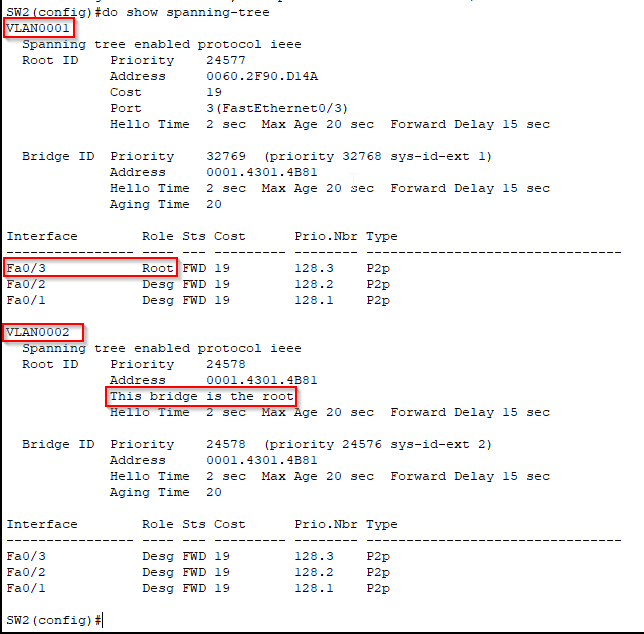 SW2(config)#do show spanning-tree
VLAN0001
Spanning tree enabled protocol ieee
Root ID Priority 24577
Address 0060.2F90.D14A
Cost 19
Port 3(FastEthernet0/3)
Hello Time 2 sec Max Age 20 sec Forward Delay 15 sec
Bridge ID Priority 32769 (priority 32768 sys-id-ext 1)
Address 0001.4301.4B81
Hello Time 2 sec Max Age 20 sec Forward Delay 15 sec
Aging Time 20
Interface Role Sts Cost Prio.Nbr Type
---------------- ---- --- --------- -------- --------------------------------
Fa0/3 Root FWD 19 128.3 P2p
Fa0/2 Desg FWD 19 128.2 P2p
Fa0/1 Desg FWD 19 128.1 P2p
VLAN0002
Spanning tree enabled protocol ieee
Root ID Priority 24578
Address 0001.4301.4B81
This bridge is the root
Hello Time 2 sec Max Age 20 sec Forward Delay 15 sec
Bridge ID Priority 24578 (priority 24576 sys-id-ext 2)
Address 0001.4301.4B81
Hello Time 2 sec Max Age 20 sec Forward Delay 15 sec
Aging Time 20
Interface Role Sts Cost Prio.Nbr Type
---------------- ---- --- --------- -------- --------------------------------
Fa0/3 Desg FWD 19 128.3 P2p
Fa0/2 Desg FWD 19 128.2 P2p
Fa0/1 Desg FWD 19 128.1 P2p
SW2(config)#